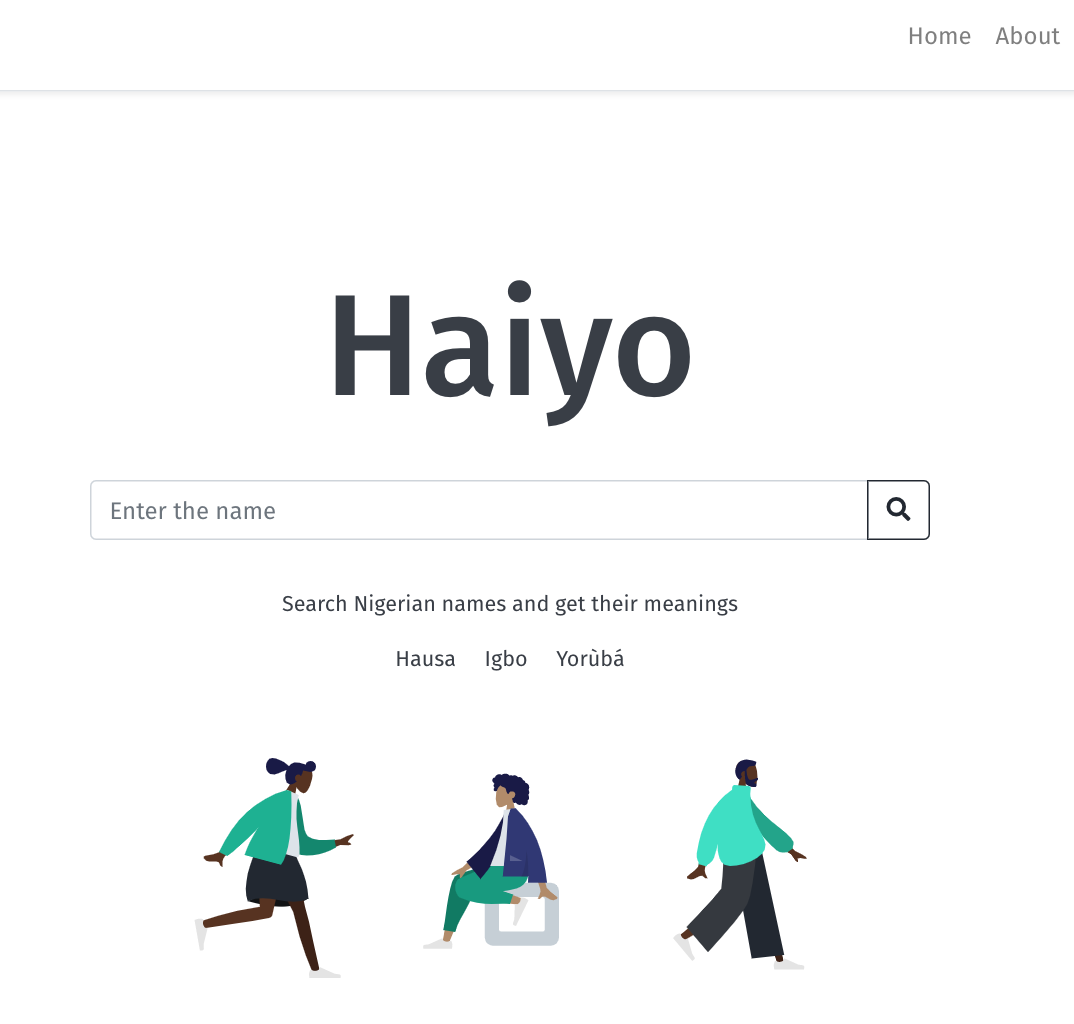 Home About
Haiyo
Enter the name
Search Nigerian names and get their meanings
Hausa Igbo Yorùbá